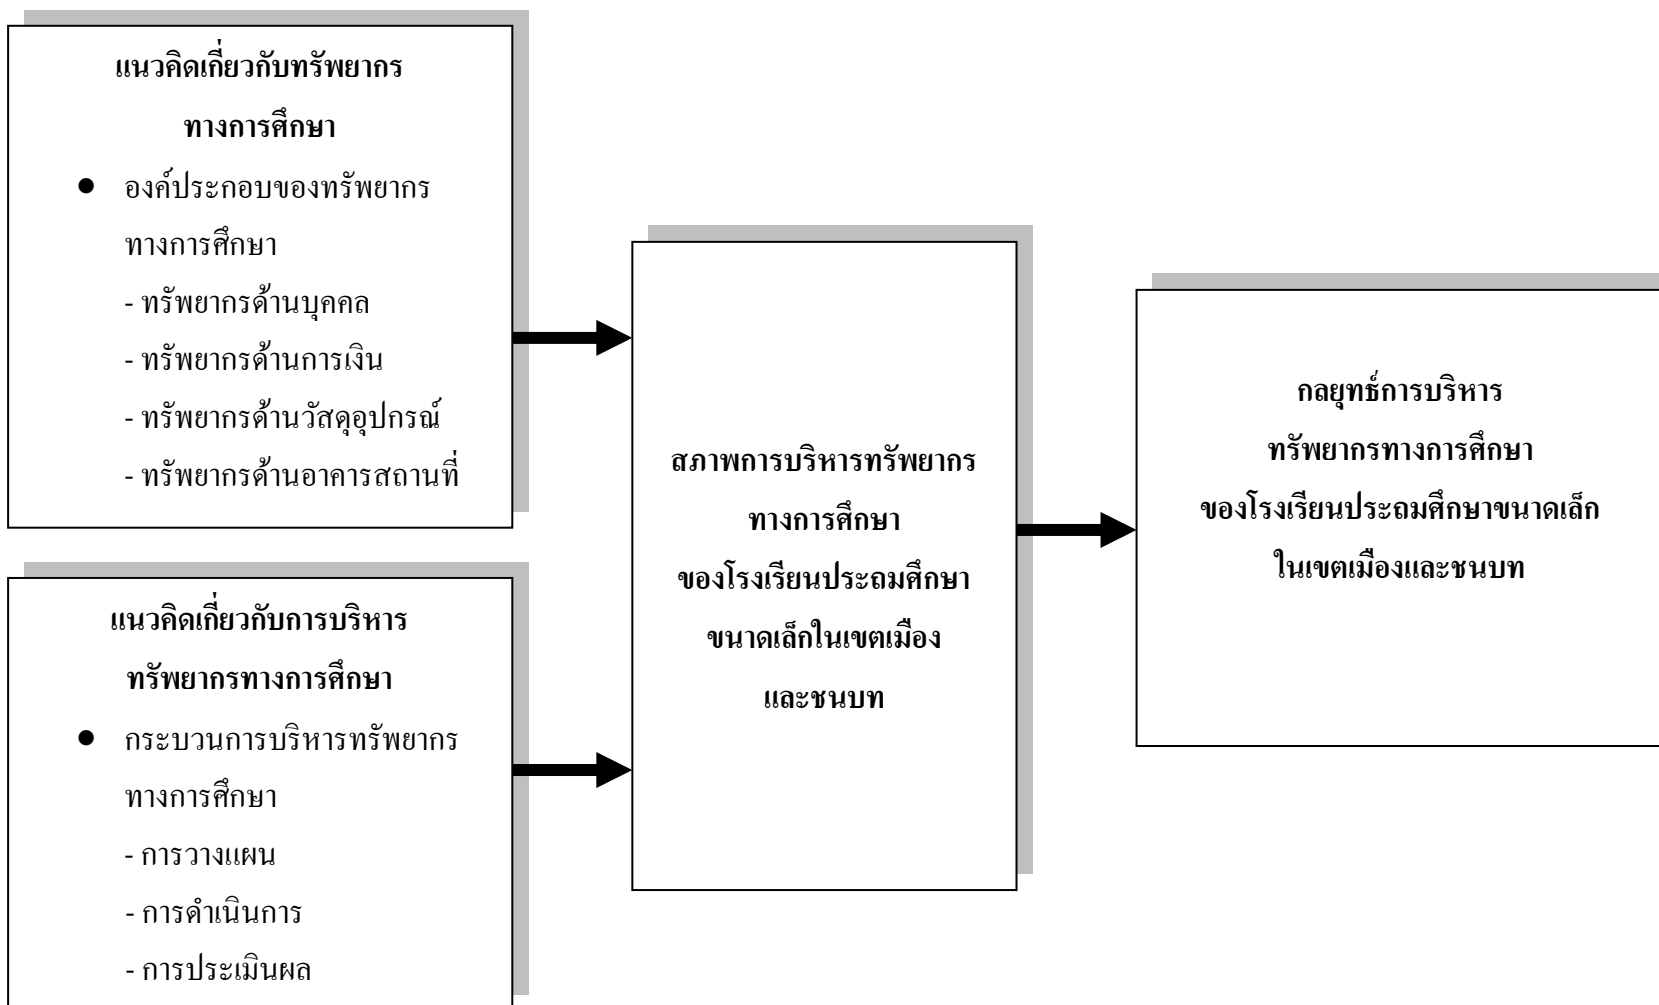 แนวคิดเกี่ยวกับทรัพยากร
ทางการศึกษา
● องค์ประกอบของทรัพยากร
ทางการศึกษา
- ทรัพยากรด้านบุคคล
- ทรัพยากรด้านการเงิน
- ทรัพยากรด้านวัสดุอุปกรณ์
- ทรัพยากรด้านอาคารสถานที่
แนวคิดเกี่ยวกับการบริหาร
ทรัพยากรทางการศึกษา
● กระบวนการบริหารทรัพยากร
ทางการศึกษา
- การวางแผน
- การดำเนินการ
- การประเมินผล
สภาพการบริหารทรัพยากร
ทางการศึกษา
ของโรงเรียนประถมศึกษา
ขนาดเล็กในเขตเมือง
และชนบท
กลยุทธ์การบริหาร
ทรัพยากรทางการศึกษา
ของโรงเรียนประถมศึกษาขนาดเล็ก
ในเขตเมืองและชนบท